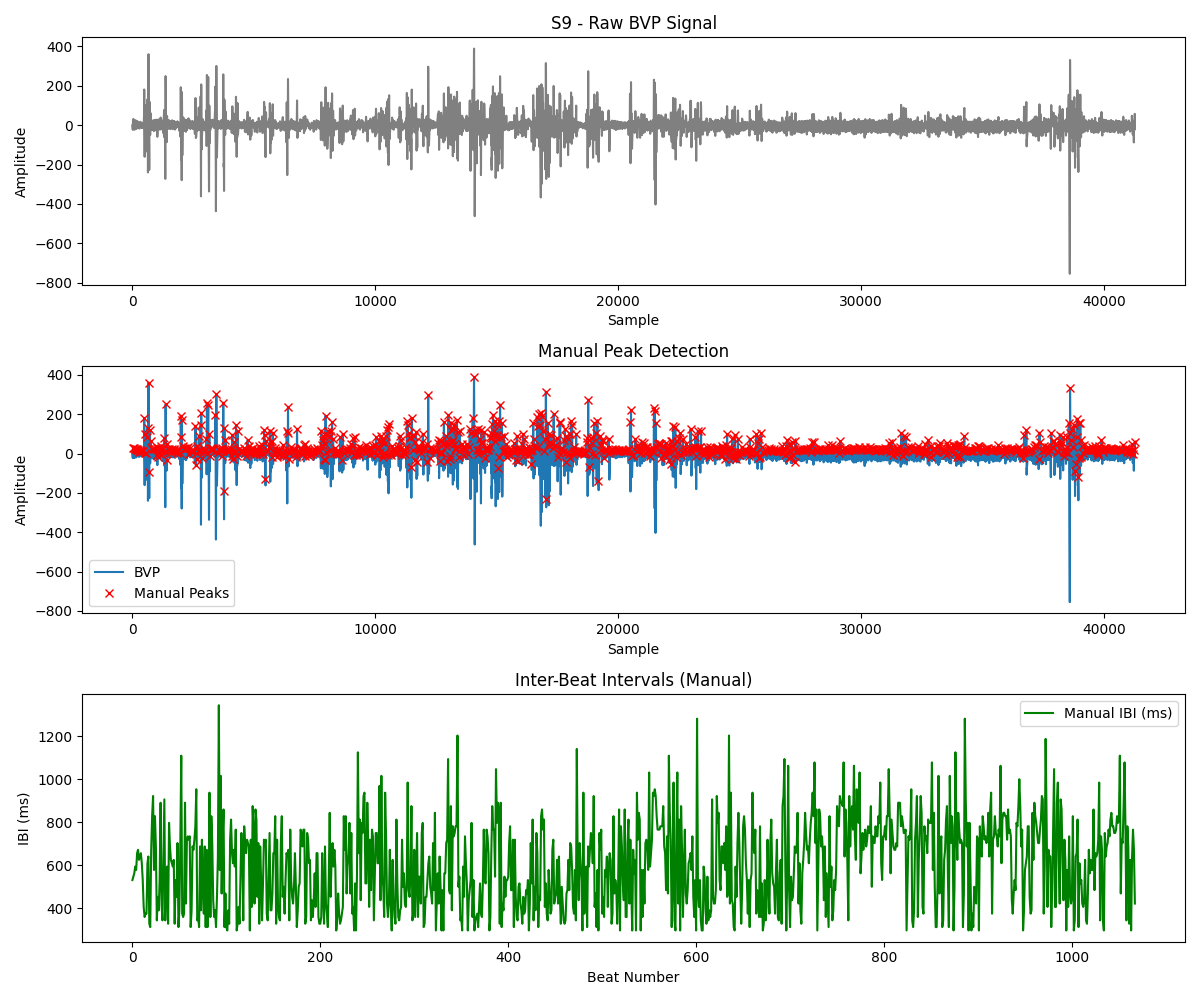 S9 - Raw BVP Signal
400
200
0
−200
−400
−600
−800
Amplitude
0 10000 20000 30000 40000
Sample
Manual Peak Detection
400
200
0
−200
−400
−600
−800
Amplitude
BVP
Manual Peaks
0 10000 20000 30000 40000
Sample
Inter-Beat Intervals (Manual)
Manual IBI (ms)
1200
1000
800
600
400
IBI (ms)
0 200 400 600 800 1000
Beat Number